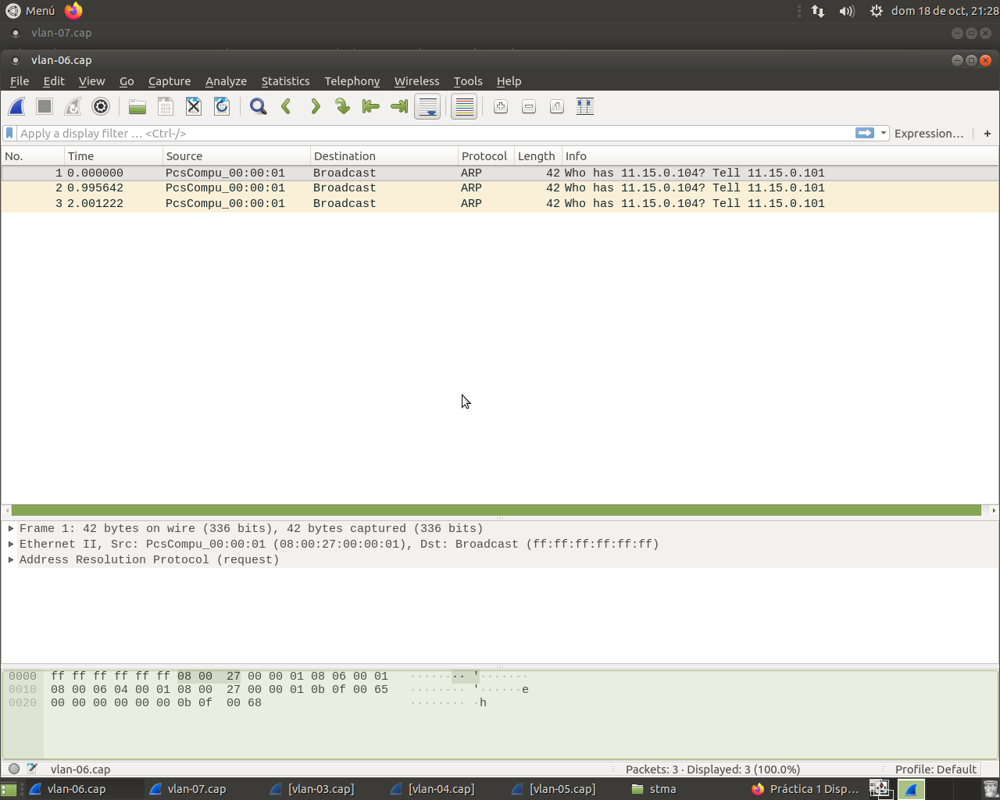 Menú
dom 18 de oct, 21:28
vlan-07.cap
vlan-06.cap
File Edit View Go Capture Analyze Statistics Telephony Wireless Tools Help
Apply a display filter … <Ctrl-/>
Expression…
+
No. Time Source Destination Protocol Length Info
1 0.000000 PcsCompu_00:00:01 Broadcast ARP 42 Who has 11.15.0.104? Tell 11.15.0.101
2 0.995642 PcsCompu_00:00:01 Broadcast ARP 42 Who has 11.15.0.104? Tell 11.15.0.101
3 2.001222 PcsCompu_00:00:01 Broadcast ARP 42 Who has 11.15.0.104? Tell 11.15.0.101
Frame 1: 42 bytes on wire (336 bits), 42 bytes captured (336 bits)
Ethernet II, Src: PcsCompu_00:00:01 (08:00:27:00:00:01), Dst: Broadcast (ff:ff:ff:ff:ff:ff)
Address Resolution Protocol (request)
0000 ff ff ff ff ff ff 08 00 27 00 00 01 08 06 00 01 ········ '·······
0010 08 00 06 04 00 01 08 00 27 00 00 01 0b 0f 00 65 ········ '······e
0020 00 00 00 00 00 00 0b 0f 00 68 ········ ·h
vlan-06.cap
Packets: 3 · Displayed: 3 (100.0%)
Profile: Default
vlan-06.cap
vlan-07.cap
[vlan-03.cap]
[vlan-04.cap]
[vlan-05.cap]
stma
Práctica 1 Disp…